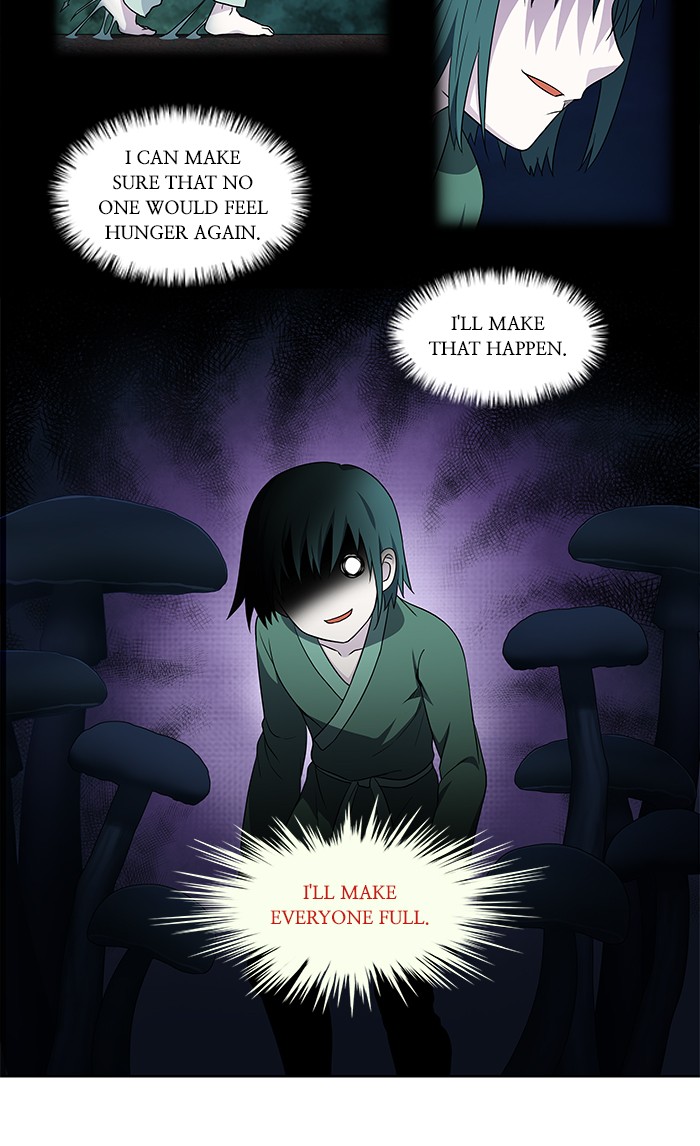 I CAN MAKE
SURE THAT NO
ONE WOULD FEEL
HUNGER AGAIN.
I'LL MAKE
THAT HAPPEN.
I'LL MAKE
EVERYONE FULL.